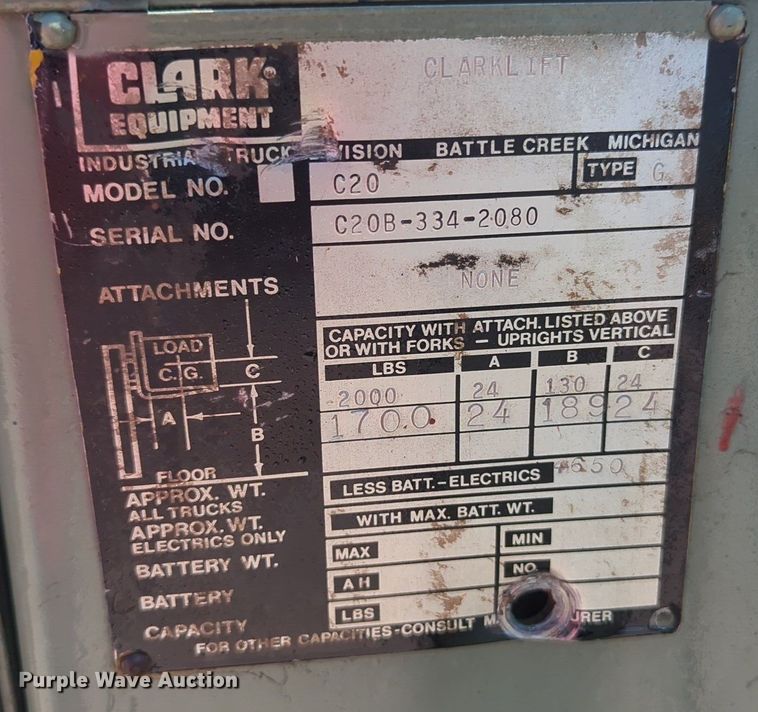 CLARK
EQUIPMENT
CLARKLIFT
INDUSTRIAL TRUCK DIVISION BATTLE CREEK MICHIGAN
MODEL NO. C20 TYPE G
SERIAL NO. C20B-334-2080
ATTACHMENTS NONE
CAPACITY WITH ATTACH. LISTED ABOVE
OR WITH FORKS – UPRIGHTS VERTICAL
LBS A B C
2000 24 130 24
1700 24 189 24
LOAD
C.G.
C
A
B
FLOOR
APPROX. WT.
ALL TRUCKS
4650
LESS BATT.-ELECTRICS
APPROX. WT.
ELECTRICS ONLY
WITH MAX. BATT. WT.
BATTERY WT. MAX MIN
BATTERY AH NO.
CAPACITY LBS
FOR OTHER CAPACITIES-CONSULT
Purple Wave Auction